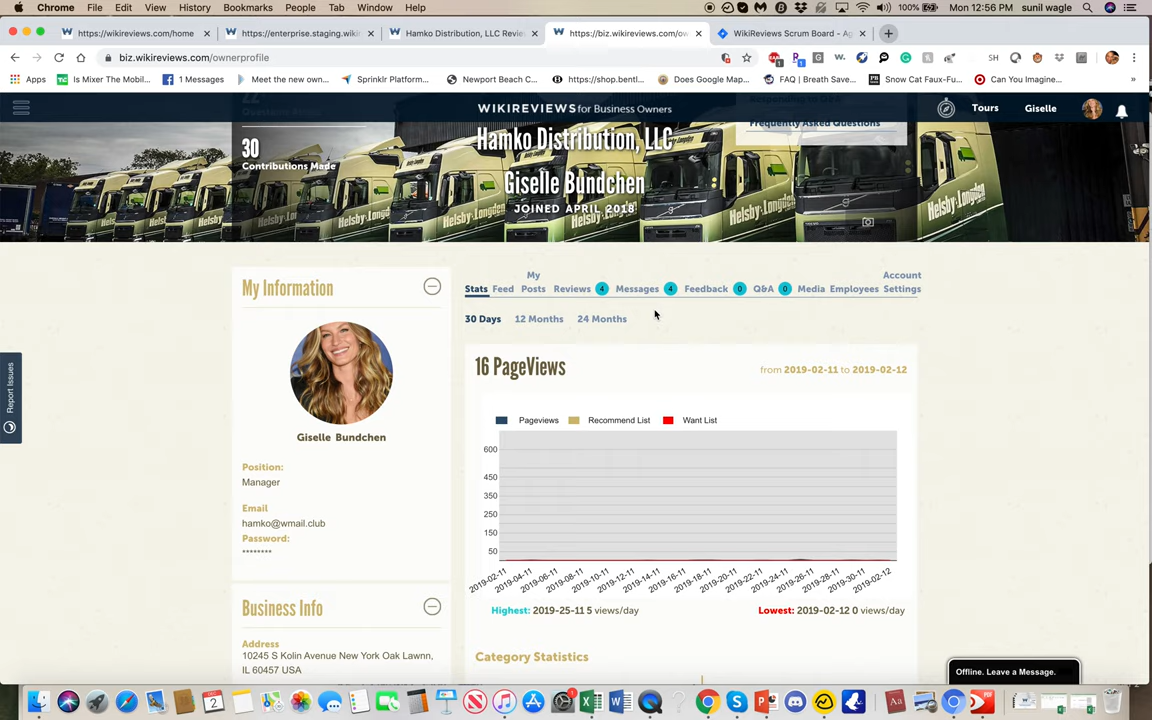 Chrome File Edit View History Bookmarks People Tab Window Help 100% Mon 12:56 PM sunil wagle
https://wikireviews.com/home https://enterprise.staging.wiki Hamko Distribution, LLC Revie https://biz.wikireviews.com/ow WikiReviews Scrum Board - Ag
biz.wikireviews.com/ownerprofile SH
Apps Is Mixer The Mobil... 1 Messages Meet the new own... Sprinklr Platform... Newport Beach C... https://shop.bentl... Does Google Map... FAQ | Breath Save... Snow Cat Faux-Fu... Can You Imagine...
WIKIREVIEWS for Business Owners
Tours Giselle
Frequently Asked Questions
30
Contributions Made
Hamko Distribution, LLC
Giselle Bundchen
JOINED APRIL 2018
Helsby & Longden
Report Issues
My Information
Giselle Bundchen
Position:
Manager
Email
hamko@wmail.club
Password:
********
Business Info
Address
10245 S Kolin Avenue New York Oak Lawnn,
IL 60457 USA
Stats Feed My Posts Reviews 4 Messages 4 Feedback 0 Q&A 0 Media Employees Account Settings
30 Days 12 Months 24 Months
16 PageViews
from 2019-02-11 to 2019-02-12
Pageviews Recommend List Want List
600
450
350
250
150
50
2019-02-11 2019-04-11 2019-06-11 2019-08-11 2019-10-11 2019-12-11 2019-14-11 2019-16-11 2019-18-11 2019-20-11 2019-22-11 2019-24-11 2019-26-11 2019-28-11 2019-30-11 2019-02-12
Highest: 2019-25-11 5 views/day
Lowest: 2019-02-12 0 views/day
Category Statistics
Offline. Leave a Message.